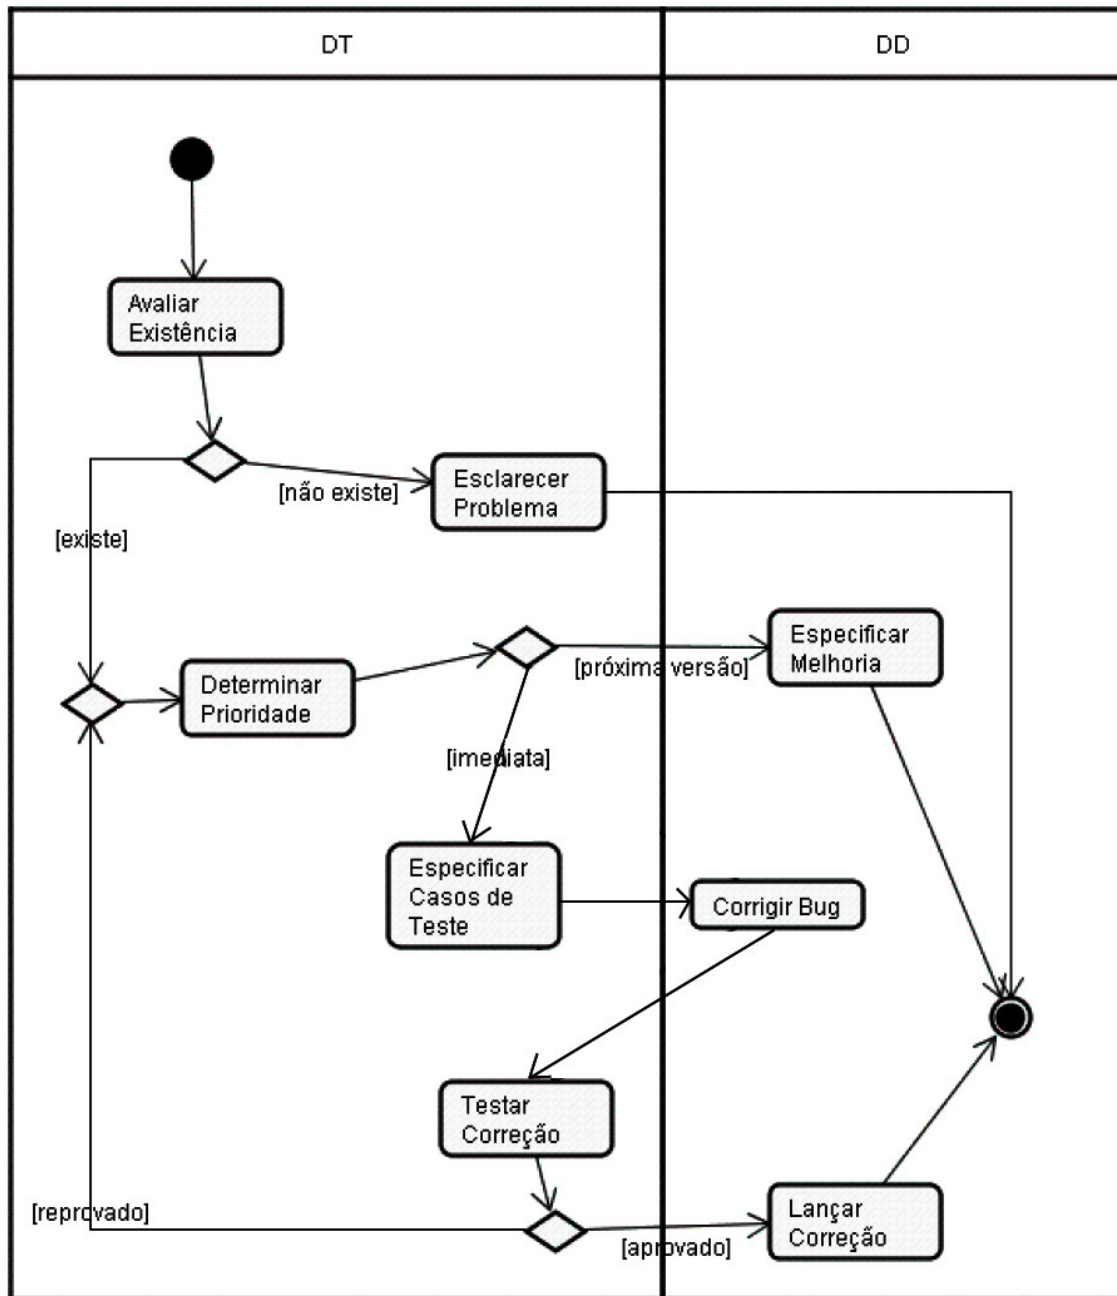 DT
DD
Avaliar
Existência
[não existe]
Esclarecer
Problema
[existe]
Determinar
Prioridade
[próxima versão]
Especificar
Melhoria
[imediata]
Especificar
Casos de
Teste
Corrigir Bug
Testar
Correção
[reprovado]
[aprovado]
Lançar
Correção